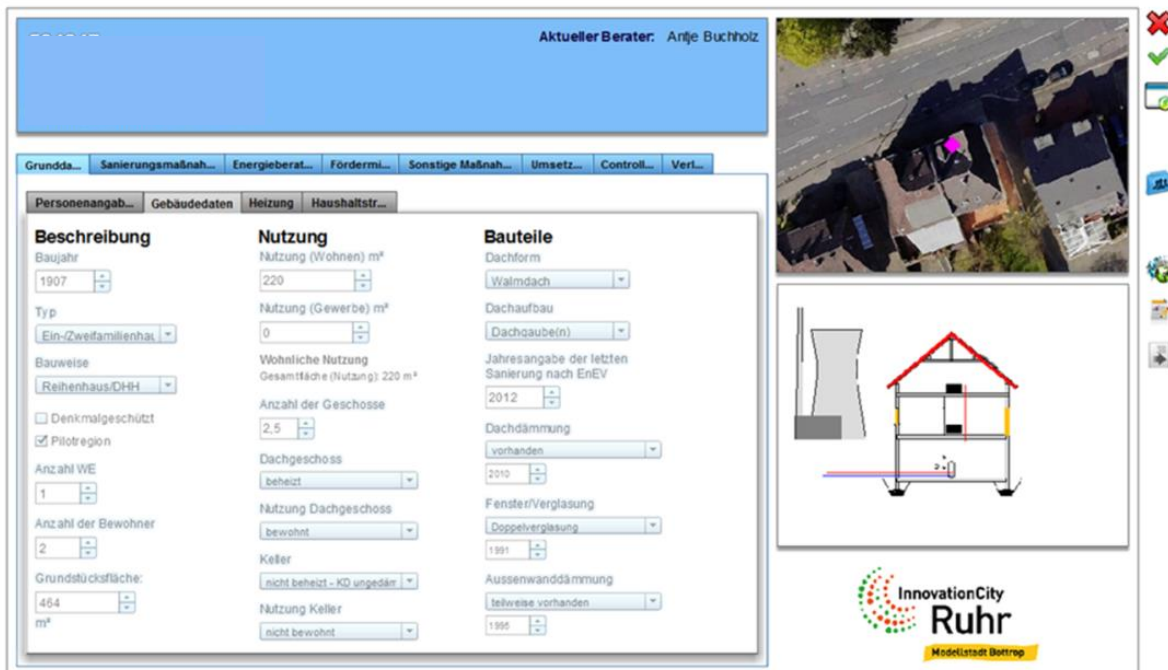 Aktueller Berater: Antje Buchholz
Grundda... Sanierungsmaßnah... Energieberat... Fördermi... Sonstige Maßnah... Umsetz... Controll... Verl...
Personenangab... Gebäudedaten Heizung Haushaltstr...
Beschreibung
Baujahr
1907
Typ
Ein-/Zweifamilienhau
Bauweise
Reihenhaus/DHH
Denkmalgeschützt
Pilotregion
Anzahl WE
1
Anzahl der Bewohner
2
Grundstücksfläche:
464
m²
Nutzung
Nutzung (Wohnen) m²
220
Nutzung (Gewerbe) m²
0
Wohnliche Nutzung
Gesamtfläche (Nutzung): 220 m²
Anzahl der Geschosse
2,5
Dachgeschoss
beheizt
Nutzung Dachgeschoss
bewohnt
Keller
nicht beheizt - KD ungedäm
Nutzung Keller
nicht bewohnt
Bauteile
Dachform
Walmdach
Dachaufbau
Dachgaube(n)
Jahresangabe der letzten
Sanierung nach EnEV
2012
Dachdämmung
vorhanden
2010
Fenster/Verglasung
Doppelverglasung
1991
Aussenwanddämmung
teilweise vorhanden
1995
InnovationCity
Ruhr
Modellstadt Bottrop